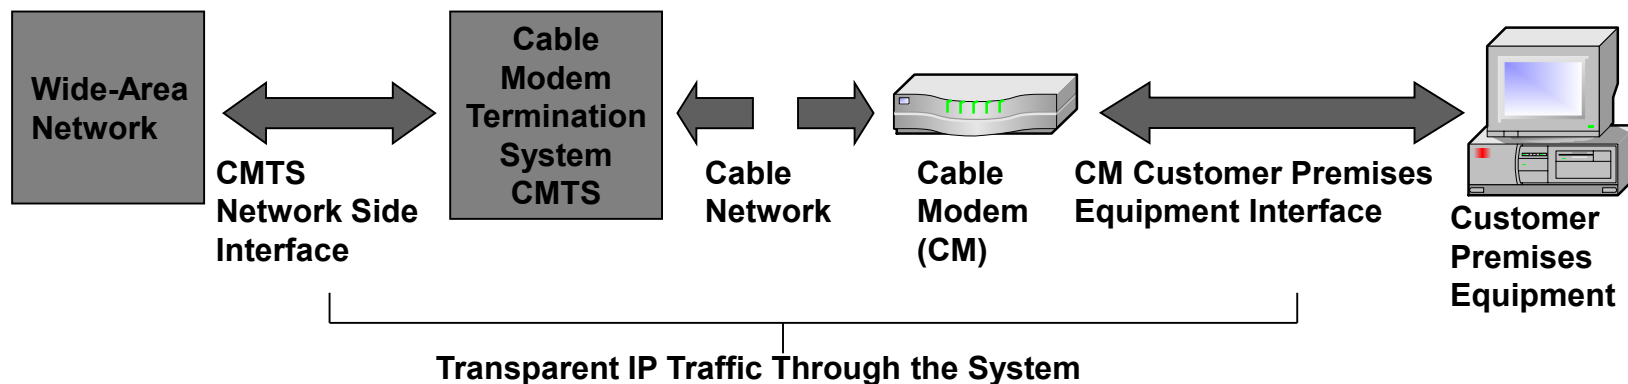 Wide-Area
Network
CMTS
Network Side
Interface
Cable
Modem
Termination
System
CMTS
Cable
Network
Cable
Modem
(CM)
CM Customer Premises
Equipment Interface
Customer
Premises
Equipment
Transparent IP Traffic Through the System